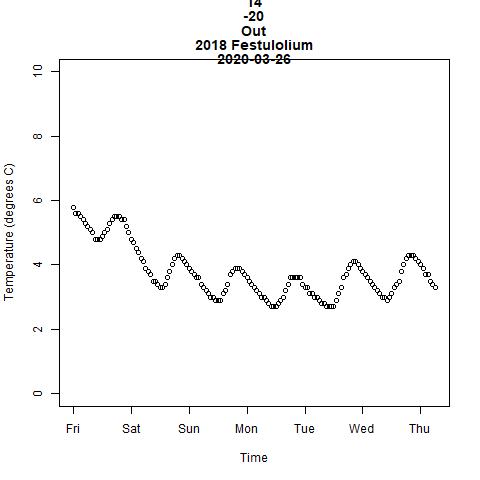 14
-20
Out
2018 Festulolium
2020-03-26
Temperature (degrees C)
10
8
6
4
2
0
Fri Sat Sun Mon Tue Wed Thu
Time